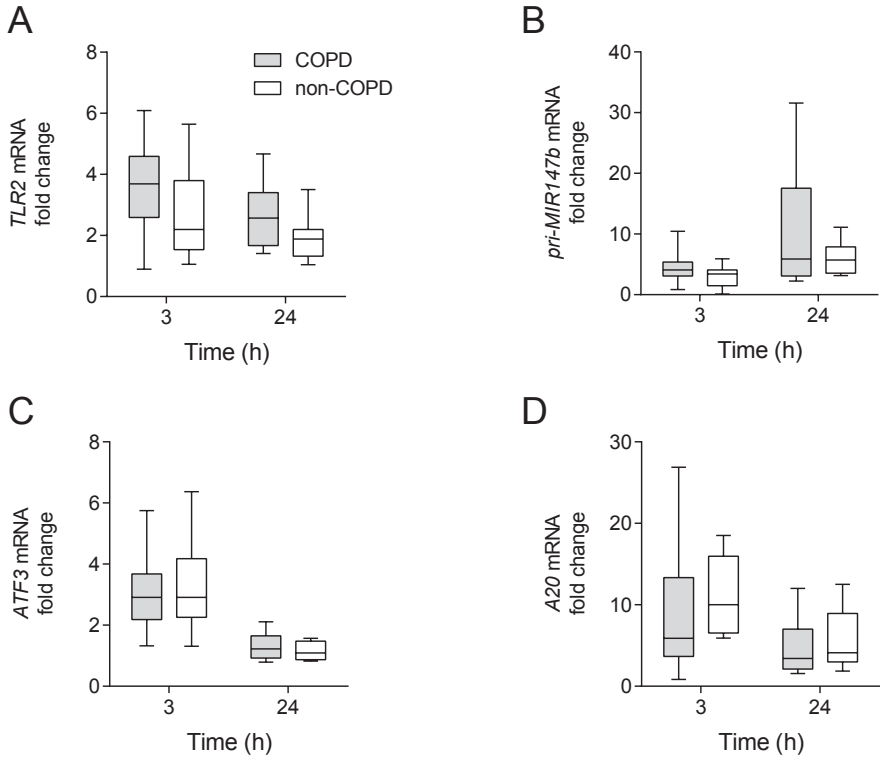 A
TLR2 mRNA
fold change
8
6
4
2
0
3
24
Time (h)
COPD
non-COPD
B
pri-MIR147b mRNA
fold change
40
30
20
10
0
3
24
Time (h)
C
ATF3 mRNA
fold change
8
6
4
2
0
3
24
Time (h)
D
A20 mRNA
fold change
30
20
10
0
3
24
Time (h)